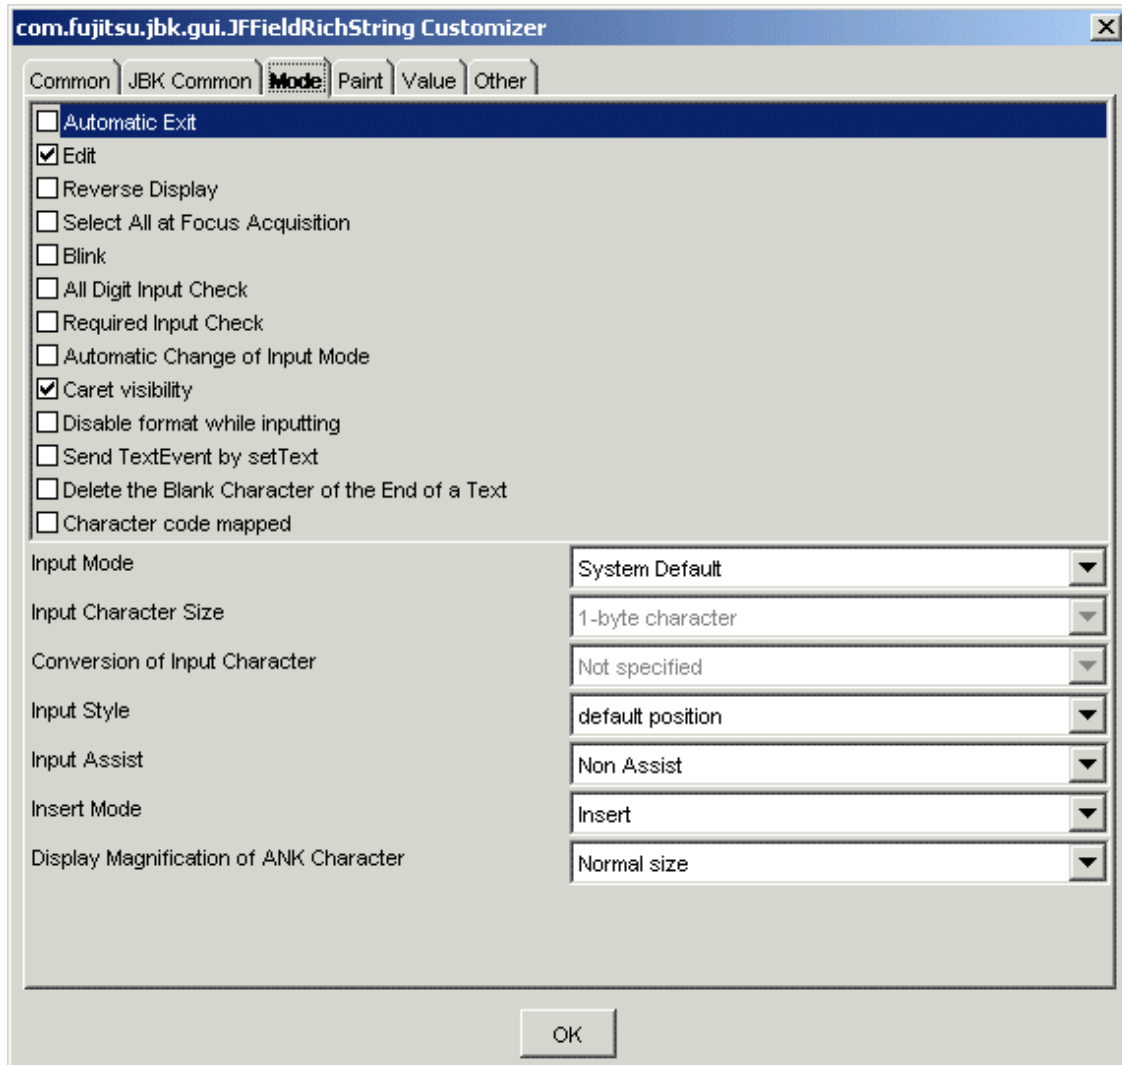 com.fujitsu.jbk.gui.JFFieldRichString Customizer
Common JBK Common Mode Paint Value Other
Automatic Exit
Edit
Reverse Display
Select All at Focus Acquisition
Blink
All Digit Input Check
Required Input Check
Automatic Change of Input Mode
Caret visibility
Disable format while inputting
Send TextEvent by setText
Delete the Blank Character of the End of a Text
Character code mapped
Input Mode System Default
Input Character Size 1-byte character
Conversion of Input Character Not specified
Input Style default position
Input Assist Non Assist
Insert Mode Insert
Display Magnification of ANK Character Normal size
OK